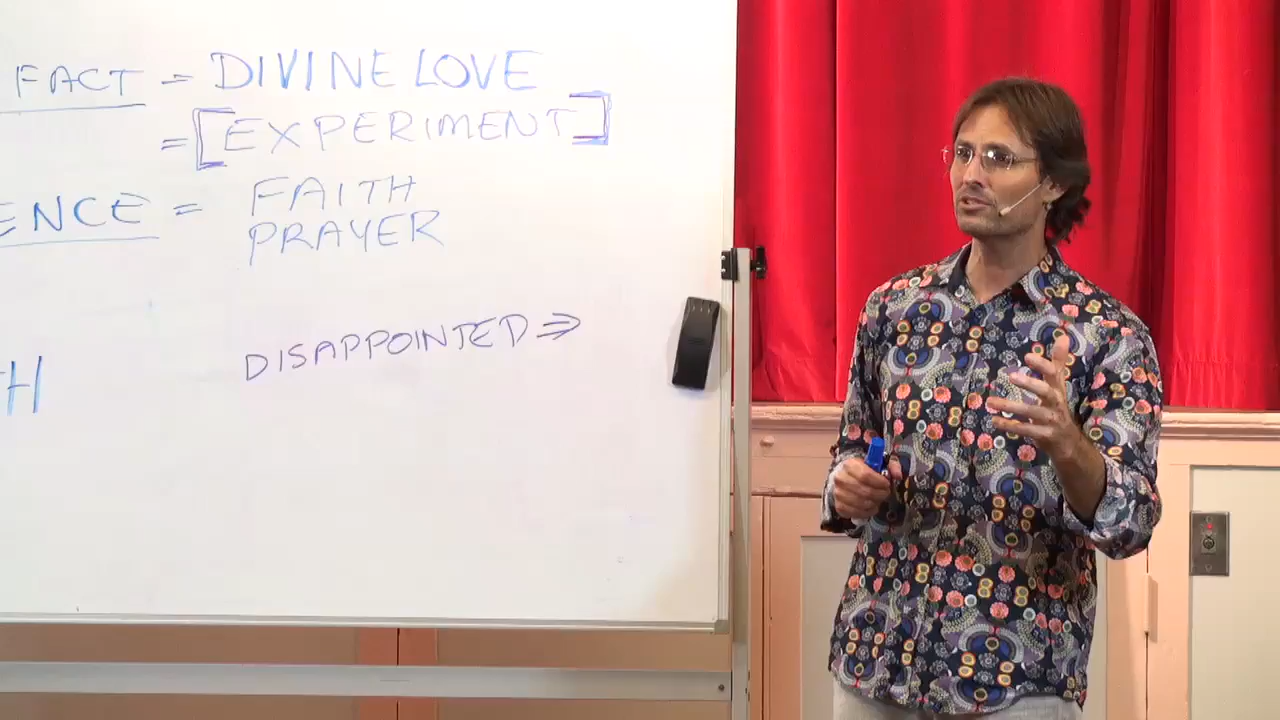 FACT = DIVINE LOVE
= [EXPERIMENT]
ENCE = FAITH
PRAYER
DISAPPOINTED ⇒
H